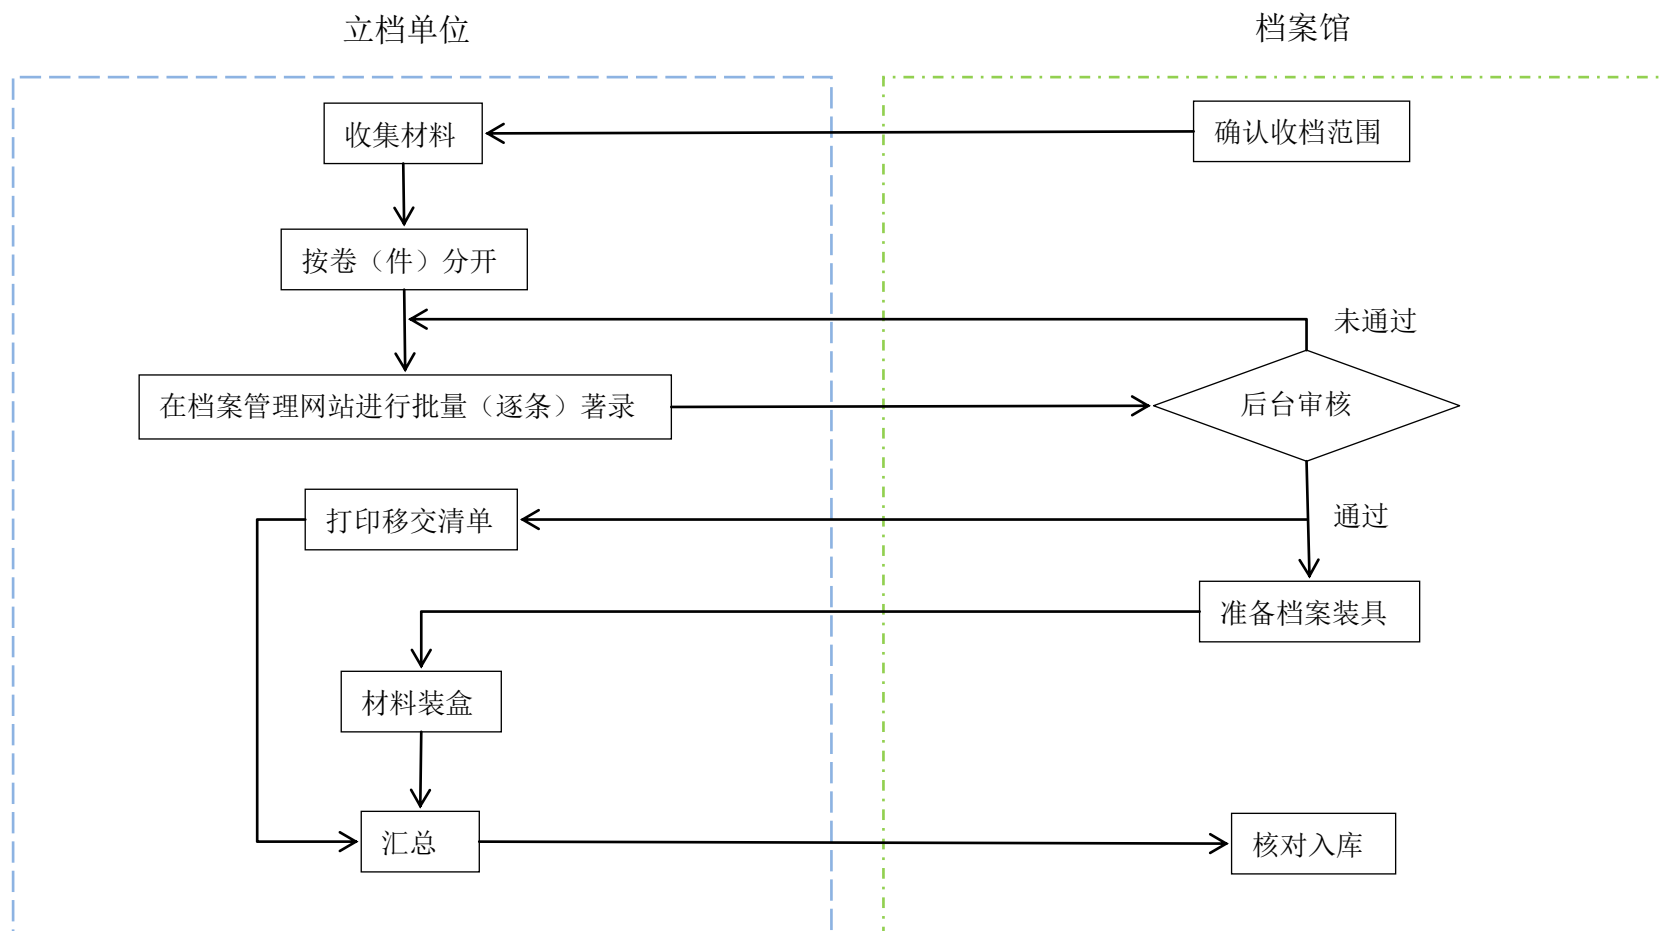 立档单位
档案馆
收集材料
确认收档范围
按卷（件）分开
未通过
在档案管理网站进行批量（逐条）著录
后台审核
打印移交清单
通过
准备档案装具
材料装盒
汇总
核对入库